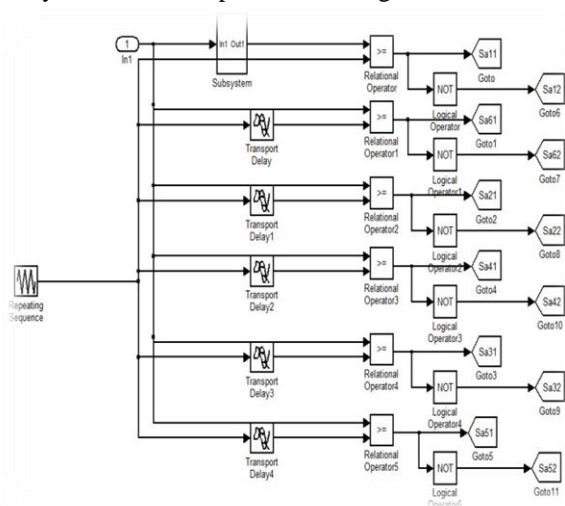 1
In1
In1 Out1
Subsystem
>=
Relational
Operator
Sa11
Goto
NOT
Logical
Operator
Sa12
Goto6
Transport
Delay
>=
Relational
Operator1
Sa61
Goto1
NOT
Logical
Operator1
Sa62
Goto7
Transport
Delay1
>=
Relational
Operator2
Sa21
Goto2
NOT
Logical
Operator2
Sa22
Goto8
Repeating
Sequence
Transport
Delay2
>=
Relational
Operator3
Sa41
Goto4
NOT
Logical
Operator3
Sa42
Goto10
Transport
Delay3
>=
Relational
Operator4
Sa31
Goto3
NOT
Logical
Operator4
Sa32
Goto9
Transport
Delay4
>=
Relational
Operator5
Sa51
Goto5
NOT
Logical
Sa52
Goto11